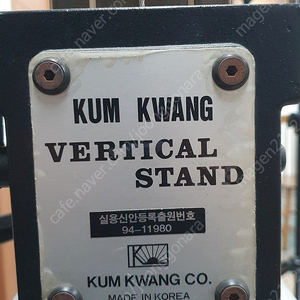 KUM KWANG
VERTICAL
STAND
실용신안등록출원번호
94-11980
KUM KWANG CO.
MADE IN KOREA